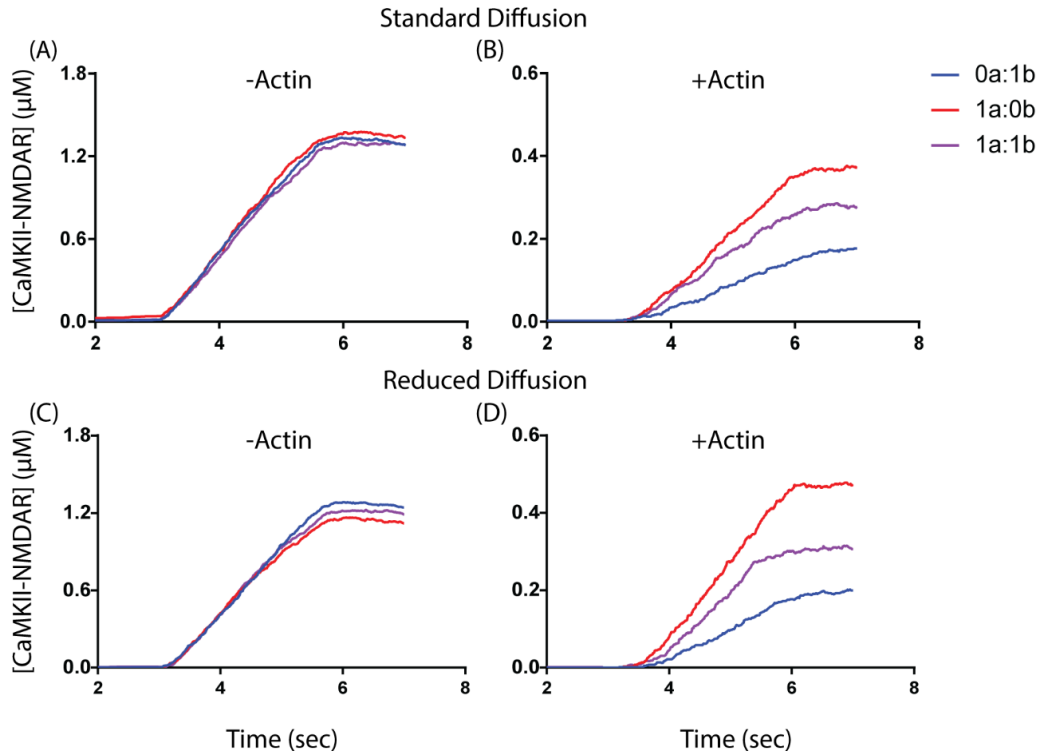 Standard Diffusion
(A)
-Actin
[CaMKII-NMDAR] (μM)
1.8
1.2
0.6
0.0
2 4 6 8
(B)
+Actin
0.6
0.4
0.2
0.0
2 4 6 8
0a:1b
1a:0b
1a:1b
Reduced Diffusion
(C)
-Actin
[CaMKII-NMDAR] (μM)
1.8
1.2
0.6
0.0
2 4 6 8
Time (sec)
(D)
+Actin
0.6
0.4
0.2
0.0
2 4 6 8
Time (sec)